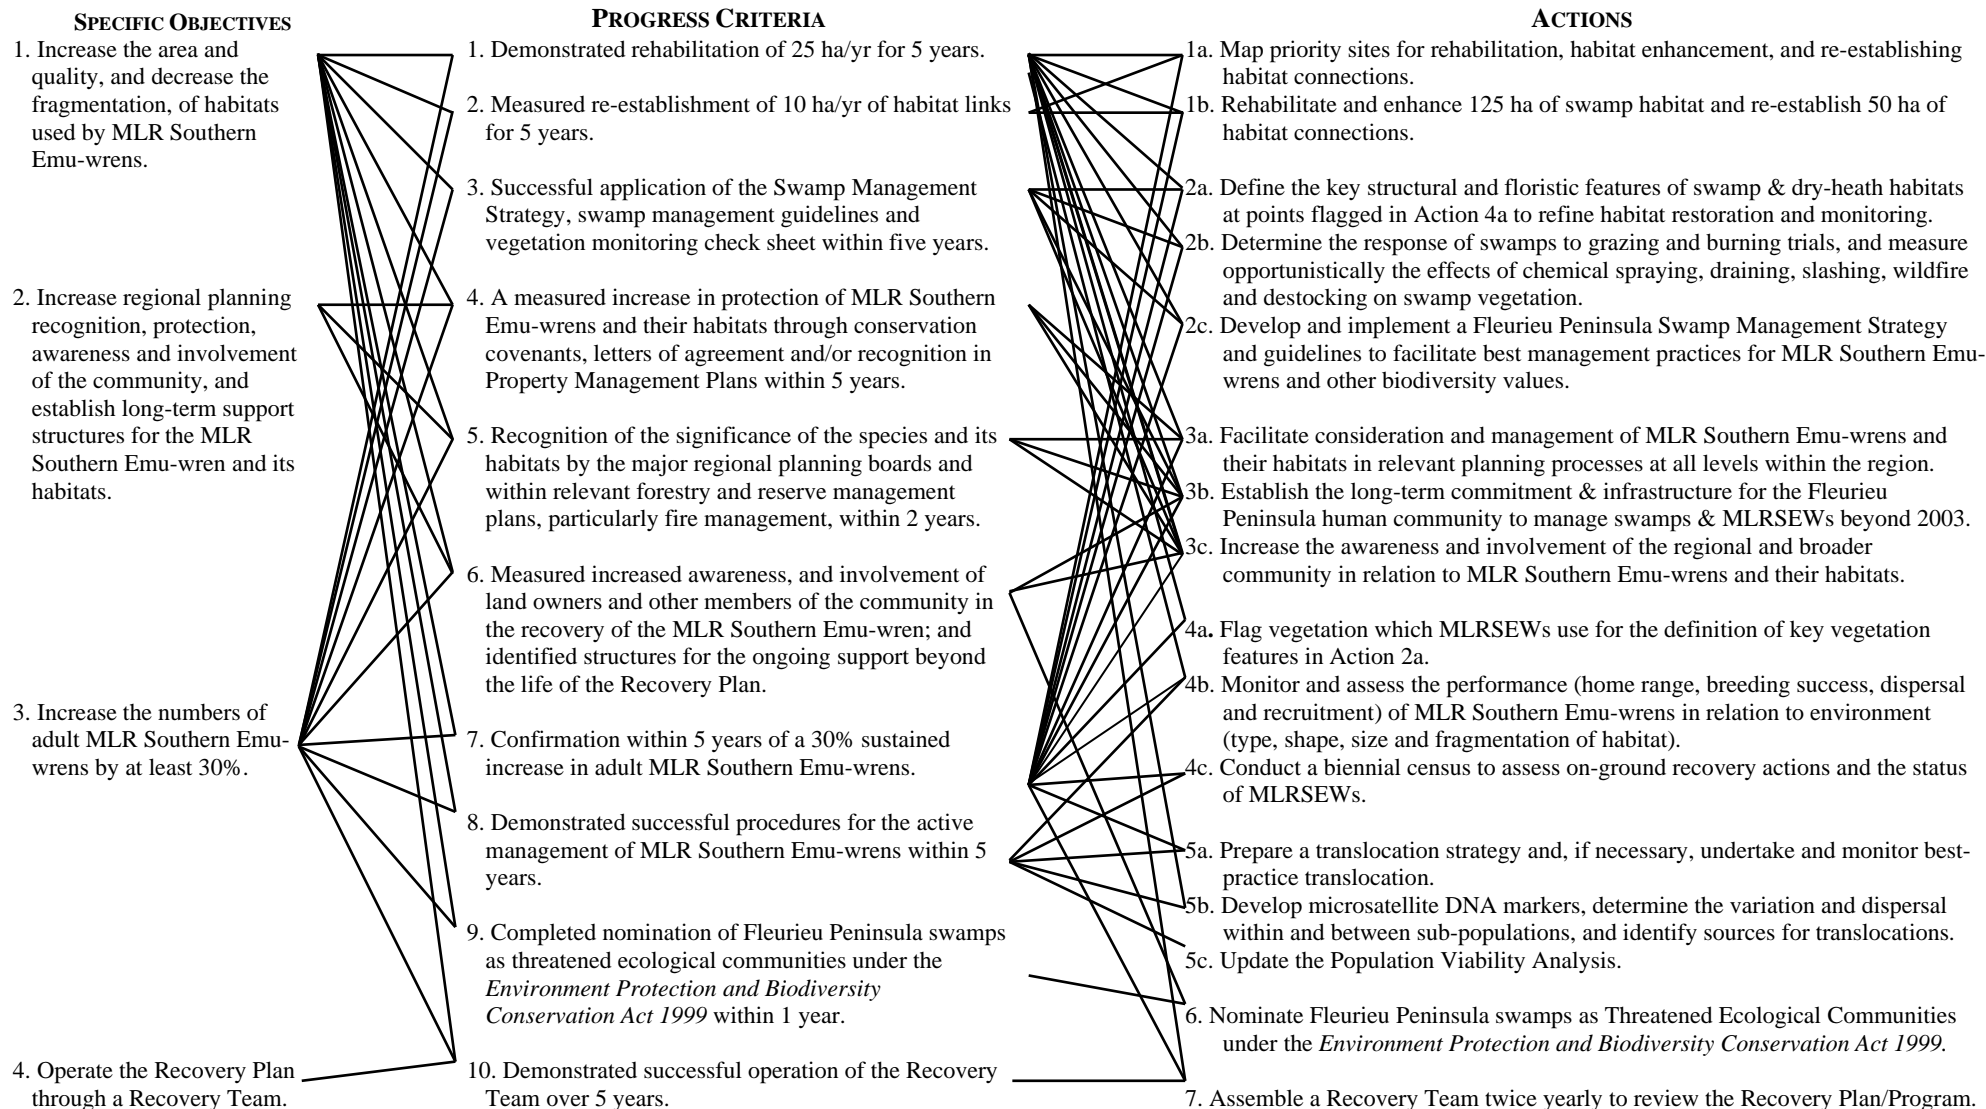 SPECIFIC OBJECTIVES
1. Increase the area and
quality, and decrease the
fragmentation, of habitats
used by MLR Southern
Emu-wrens.
2. Increase regional planning
recognition, protection,
awareness and involvement
of the community, and
establish long-term support
structures for the MLR
Southern Emu-wren and its
habitats.
3. Increase the numbers of
adult MLR Southern Emu-
wrens by at least 30%.
4. Operate the Recovery Plan
through a Recovery Team.
PROGRESS CRITERIA
1. Demonstrated rehabilitation of 25 ha/yr for 5 years.
2. Measured re-establishment of 10 ha/yr of habitat links
for 5 years.
3. Successful application of the Swamp Management
Strategy, swamp management guidelines and
vegetation monitoring check sheet within five years.
4. A measured increase in protection of MLR Southern
Emu-wrens and their habitats through conservation
covenants, letters of agreement and/or recognition in
Property Management Plans within 5 years.
5. Recognition of the significance of the species and its
habitats by the major regional planning boards and
within relevant forestry and reserve management
plans, particularly fire management, within 2 years.
6. Measured increased awareness, and involvement of
land owners and other members of the community in
the recovery of the MLR Southern Emu-wren; and
identified structures for the ongoing support beyond
the life of the Recovery Plan.
7. Confirmation within 5 years of a 30% sustained
increase in adult MLR Southern Emu-wrens.
8. Demonstrated successful procedures for the active
management of MLR Southern Emu-wrens within 5
years.
9. Completed nomination of Fleurieu Peninsula swamps
as threatened ecological communities under the
Environment Protection and Biodiversity
Conservation Act 1999 within 1 year.
10. Demonstrated successful operation of the Recovery
Team over 5 years.
ACTIONS
1a. Map priority sites for rehabilitation, habitat enhancement, and re-establishing
habitat connections.
1b. Rehabilitate and enhance 125 ha of swamp habitat and re-establish 50 ha of
habitat connections.
2a. Define the key structural and floristic features of swamp & dry-heath habitats
at points flagged in Action 4a to refine habitat restoration and monitoring.
2b. Determine the response of swamps to grazing and burning trials, and measure
opportunistically the effects of chemical spraying, draining, slashing, wildfire
and destocking on swamp vegetation.
2c. Develop and implement a Fleurieu Peninsula Swamp Management Strategy
and guidelines to facilitate best management practices for MLR Southern Emu-
wrens and other biodiversity values.
3a. Facilitate consideration and management of MLR Southern Emu-wrens and
their habitats in relevant planning processes at all levels within the region.
3b. Establish the long-term commitment & infrastructure for the Fleurieu
Peninsula human community to manage swamps & MLRSEWs beyond 2003.
3c. Increase the awareness and involvement of the regional and broader
community in relation to MLR Southern Emu-wrens and their habitats.
4a. Flag vegetation which MLRSEWs use for the definition of key vegetation
features in Action 2a.
4b. Monitor and assess the performance (home range, breeding success, dispersal
and recruitment) of MLR Southern Emu-wrens in relation to environment
(type, shape, size and fragmentation of habitat).
4c. Conduct a biennial census to assess on-ground recovery actions and the status
of MLRSEWs.
5a. Prepare a translocation strategy and, if necessary, undertake and monitor best-
practice translocation.
5b. Develop microsatellite DNA markers, determine the variation and dispersal
within and between sub-populations, and identify sources for translocations.
5c. Update the Population Viability Analysis.
6. Nominate Fleurieu Peninsula swamps as Threatened Ecological Communities
under the Environment Protection and Biodiversity Conservation Act 1999.
7. Assemble a Recovery Team twice yearly to review the Recovery Plan/Program.